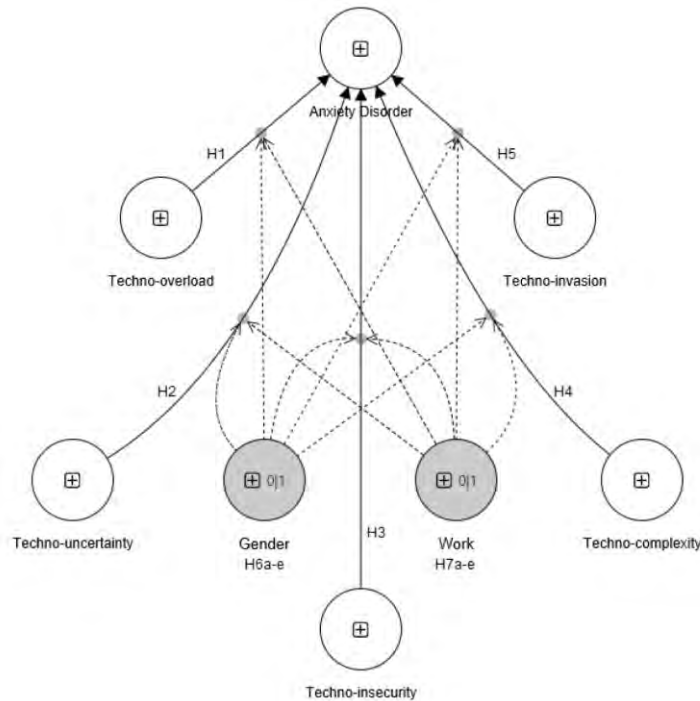 Anxiety Disorder
H1
H5
Techno-overload
Techno-invasion
H2
H4
0|1
0|1
Techno-uncertainty
Gender
H6a-e
H3
Work
H7a-e
Techno-complexity
Techno-insecurity